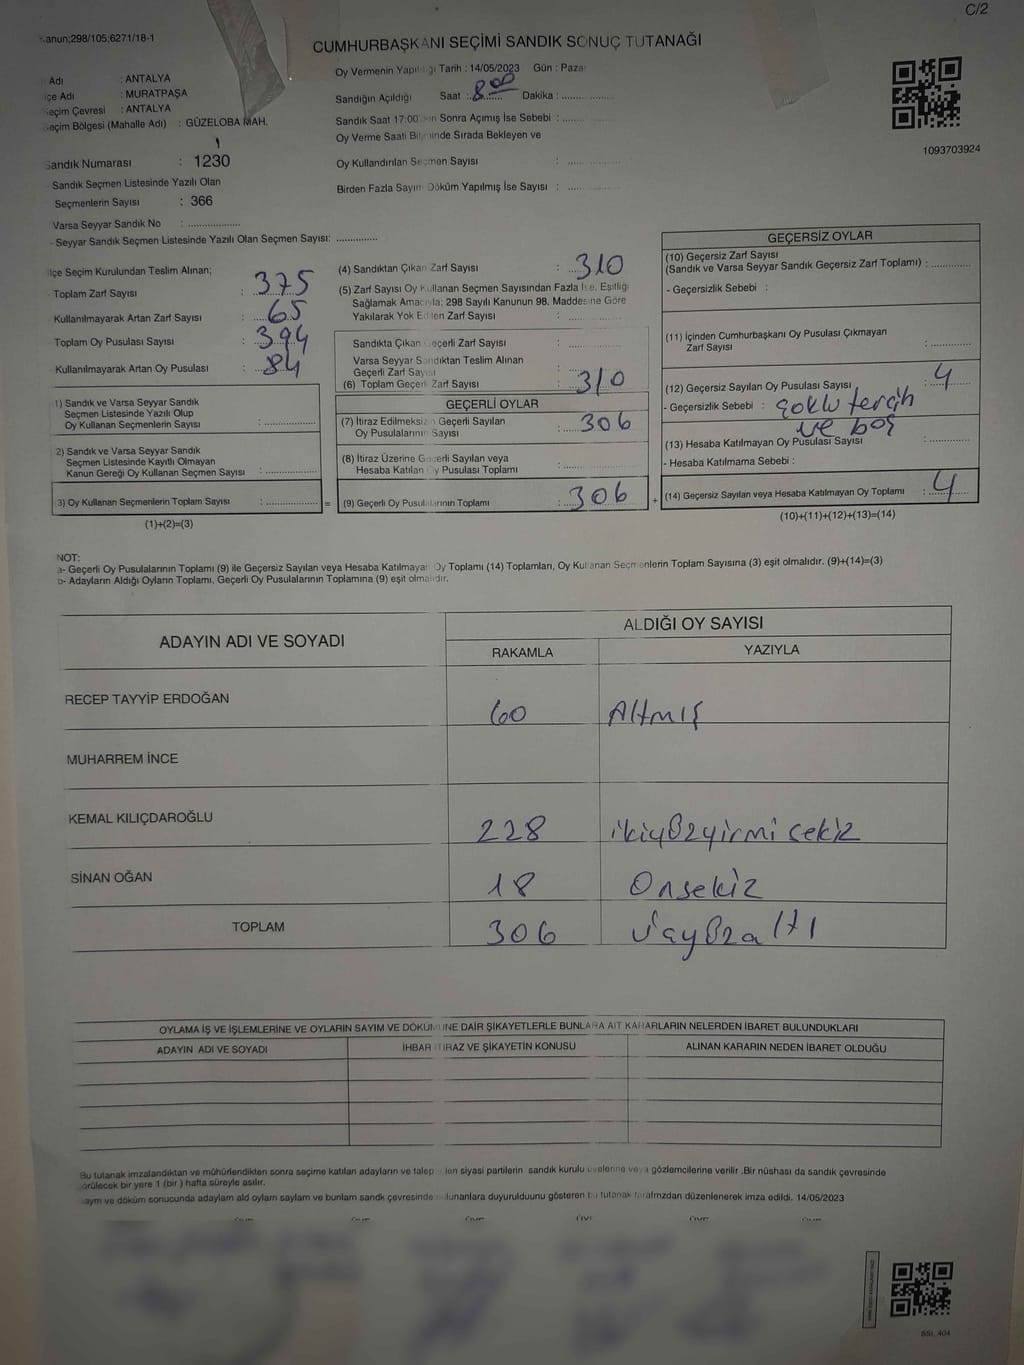 C/2
Kanun;298/105;6271/18-1
CUMHURBAŞKANI SEÇİMİ SANDIK SONUÇ TUTANAĞI
Adı : ANTALYA
İlçe Adı : MURATPAŞA
Seçim Çevresi : ANTALYA
Seçim Bölgesi (Mahalle Adı) : GÜZELOBA MAH.
Sandık Numarası : 1230
Sandık Seçmen Listesinde Yazılı Olan
Seçmenlerin Sayısı : 366
Varsa Seyyar Sandık No : ..................
- Seyyar Sandık Seçmen Listesinde Yazılı Olan Seçmen Sayısı: ..............
Oy Vermenin Yapıldığı Tarih : 14/05/2023 Gün : Pazar
Sandığın Açıldığı Saat : 8.00 Dakika : ..............
Sandık Saat 17:00'den Sonra Açımış İse Sebebi : ..............
Oy Verme Saati Bitiminde Sırada Bekleyen ve
Oy Kullandırılan Seçmen Sayısı : ..............
Birden Fazla Sayım Döküm Yapılmış İse Sayısı : ..............
1093703924
İlçe Seçim Kurulundan Teslim Alınan;
Toplam Zarf Sayısı : 375
Kullanılmayarak Artan Zarf Sayısı : 65
Toplam Oy Pusulası Sayısı : 394
Kullanılmayarak Artan Oy Pusulası : 84
1) Sandık ve Varsa Seyyar Sandık
Seçmen Listesinde Yazılı Olup
Oy Kullanan Seçmenlerin Sayısı : ..............
2) Sandık ve Varsa Seyyar Sandık
Seçmen Listesinde Kayıtlı Olmayan
Kanun Gereği Oy Kullanan Seçmen Sayısı : ..............
3) Oy Kullanan Seçmenlerin Toplam Sayısı : .............. =
(1)+(2)=(3)
(4) Sandıktan Çıkan Zarf Sayısı : 310
(5) Zarf Sayısı Oy Kullanan Seçmen Sayısından Fazla İse, Eşitliği
Sağlamak Amacıyla; 298 Sayılı Kanunun 98. Maddesine Göre
Yakılarak Yok Edilen Zarf Sayısı : ..............
Sandıkta Çıkan Geçerli Zarf Sayısı : ..............
Varsa Seyyar Sandıktan Teslim Alınan
Geçerli Zarf Sayısı : ..............
(6) Toplam Geçerli Zarf Sayısı : 310
GEÇERLİ OYLAR
(7) İtiraz Edilmeksizin Geçerli Sayılan
Oy Pusulalarının Sayısı : 306
(8) İtiraz Üzerine Geçerli Sayılan veya
Hesaba Katılan Oy Pusulası Toplamı : ..............
(9) Geçerli Oy Pusulalarının Toplamı : 306 +
GEÇERSİZ OYLAR
(10) Geçersiz Zarf Sayısı
(Sandık ve Varsa Seyyar Sandık Geçersiz Zarf Toplamı) : ..............
- Geçersizlik Sebebi :
(11) İçinden Cumhurbaşkanı Oy Pusulası Çıkmayan
Zarf Sayısı : ..............
(12) Geçersiz Sayılan Oy Pusulası Sayısı : 4
- Geçersizlik Sebebi : çoklu tercih
ve boş
(13) Hesaba Katılmayan Oy Pusulası Sayısı : ..............
- Hesaba Katılmama Sebebi :
(14) Geçersiz Sayılan veya Hesaba Katılmayan Oy Toplamı : 4
(10)+(11)+(12)+(13)=(14)
NOT:
a- Geçerli Oy Pusulalarının Toplamı (9) ile Geçersiz Sayılan veya Hesaba Katılmayan Oy Toplamı (14) Toplamları, Oy Kullanan Seçmenlerin Toplam Sayısına (3) eşit olmalıdır. (9)+(14)=(3)
b- Adayların Aldığı Oyların Toplamı, Geçerli Oy Pusulalarının Toplamına (9) eşit olmalıdır.
ADAYIN ADI VE SOYADI
ALDIĞI OY SAYISI
RAKAMLA YAZIYLA
RECEP TAYYİP ERDOĞAN 60 Altmış
MUHARREM İNCE
KEMAL KILIÇDAROĞLU 228 ikiyüzyirmi sekiz
SİNAN OĞAN 18 Onsekiz
TOPLAM 306 üçyüzaltı
OYLAMA İŞ VE İŞLEMLERİNE VE OYLARIN SAYIM VE DÖKÜMÜNE DAİR ŞİKAYETLERLE BUNLARA AİT KARARLARIN NELERDEN İBARET BULUNDUKLARI
ADAYIN ADI VE SOYADI İHBAR İTİRAZ VE ŞİKAYETİN KONUSU ALINAN KARARIN NEDEN İBARET OLDUĞU
Bu tutanak imzalandıktan ve mühürlendikten sonra seçime katılan adayların ve talep eden siyasi partilerin sandık kurulu üyelerine veya gözlemcilerine verilir .Bir nüshası da sandık çevresinde
görülecek bir yere 1 (bir ) hafta süreyle asılır.
Sayım ve döküm sonucunda adaylarn ald oylarn saylarn ve bunlarn sandk çevresinde bulunanlara duyurulduunu gösteren bu tutanak tarafmzdan düzenlenerek imza edildi. 14/05/2023